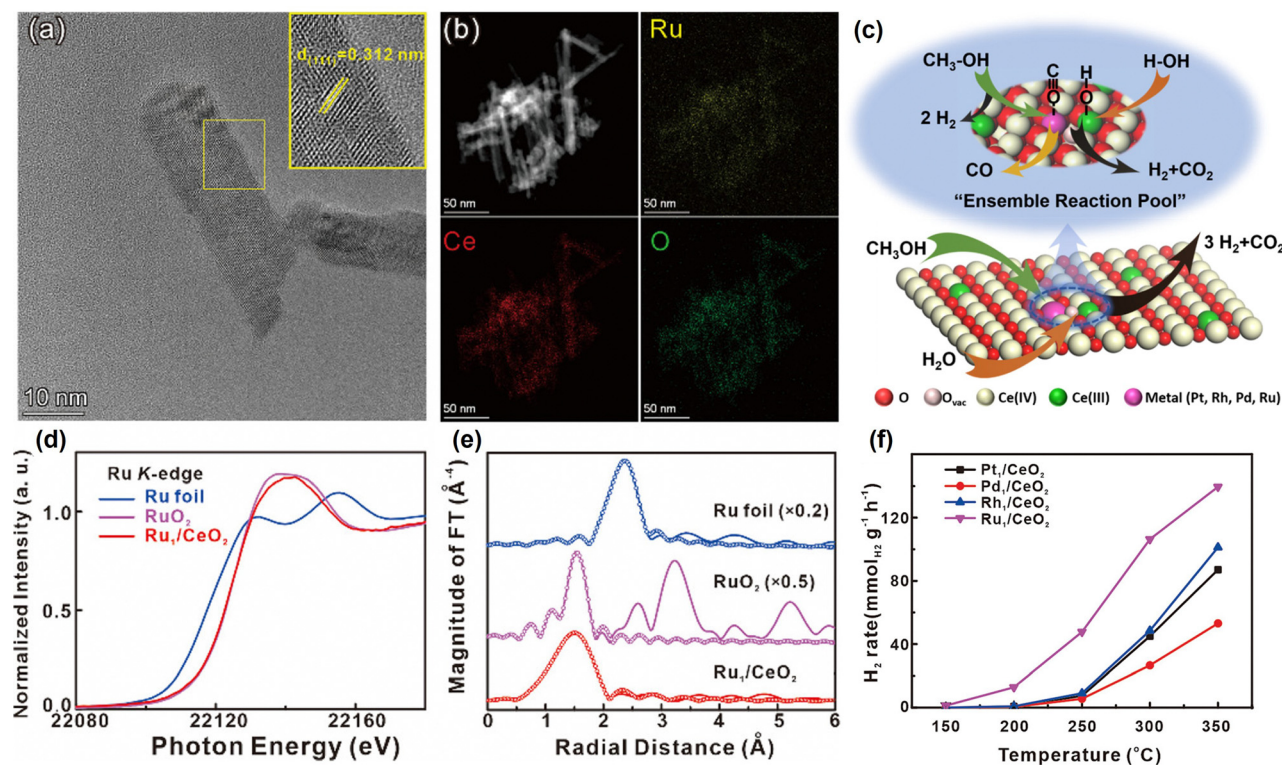 (a)
d(111)=0.312 nm
10 nm
(b)
Ru
50 nm
50 nm
Ce
O
50 nm
50 nm
(c)
CH3-OH
H-OH
C
O
H
O
2 H2
CO
H2+CO2
“Ensemble Reaction Pool”
CH3OH
3 H2+CO2
H2O
O
Ovac
Ce(IV)
Ce(III)
Metal (Pt, Rh, Pd, Ru)
(d)
Ru K-edge
Ru foil
RuO2
Ru1/CeO2
Normalized Intensity (a. u.)
1.0
0.5
0.0
22080 22120 22160
Photon Energy (eV)
(e)
Ru foil (×0.2)
RuO2 (×0.5)
Ru1/CeO2
Magnitude of FT (Å-4)
0 1 2 3 4 5 6
Radial Distance (Å)
(f)
Pt1/CeO2
Pd1/CeO2
Rh1/CeO2
Ru1/CeO2
H2 rate(mmolH2 g-1 h-1)
120
80
40
0
150 200 250 300 350
Temperature (°C)